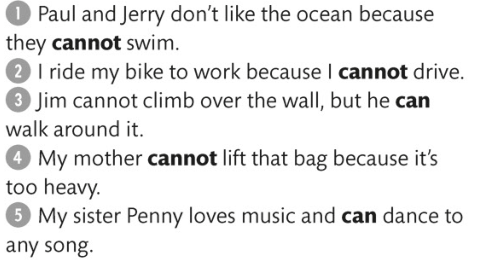 1 Paul and Jerry don't like the ocean because
they cannot swim.
2 I ride my bike to work because I cannot drive.
3 Jim cannot climb over the wall, but he can
walk around it.
4 My mother cannot lift that bag because it's
too heavy.
5 My sister Penny loves music and can dance to
any song.